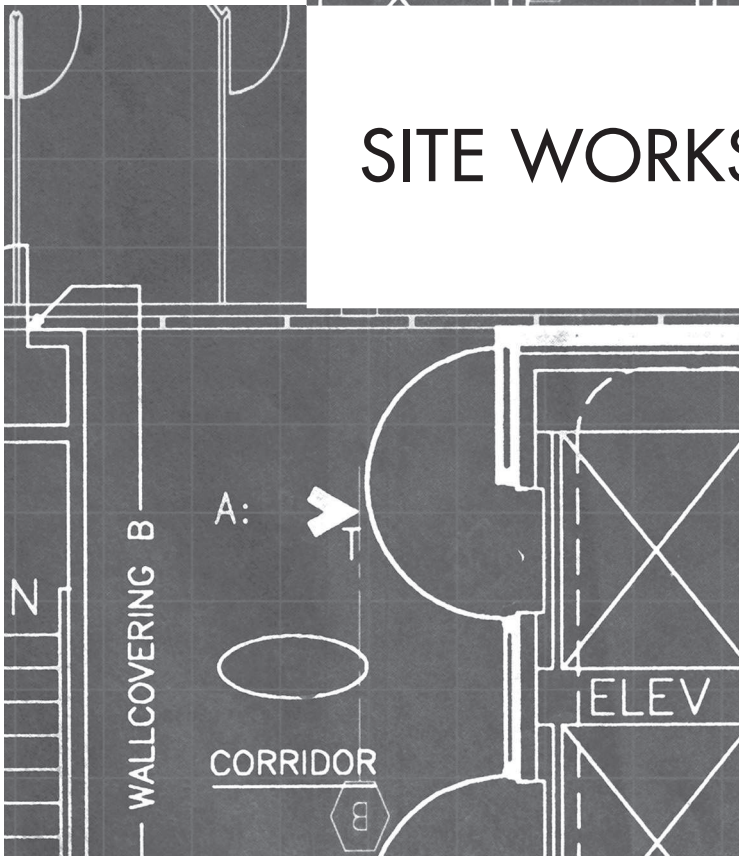 SITE WORKS
A:
T
N
WALLCOVERING B
ELEV
CORRIDOR
B